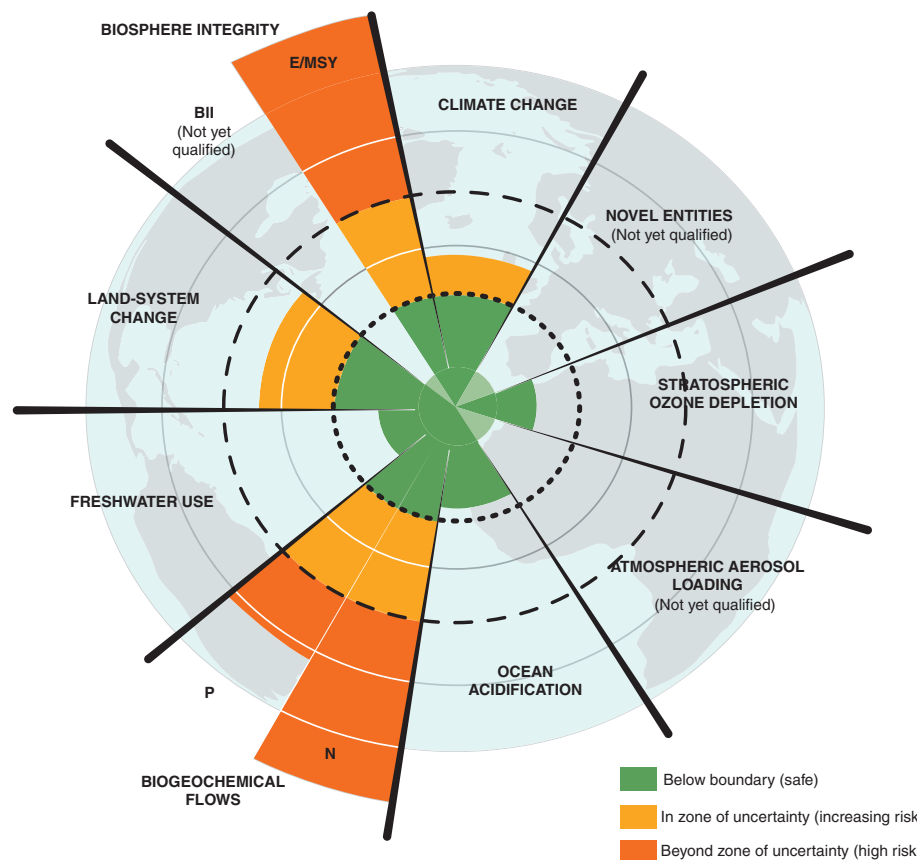 BIOSPHERE INTEGRITY
E/MSY
BII
(Not yet
qualified)
CLIMATE CHANGE
NOVEL ENTITIES
(Not yet qualified)
LAND-SYSTEM
CHANGE
STRATOSPHERIC
OZONE DEPLETION
FRESHWATER USE
ATMOSPHERIC AEROSOL
LOADING
(Not yet qualified)
OCEAN
ACIDIFICATION
P
N
BIOGEOCHEMICAL
FLOWS
Below boundary (safe)
In zone of uncertainty (increasing risk
Beyond zone of uncertainty (high risk